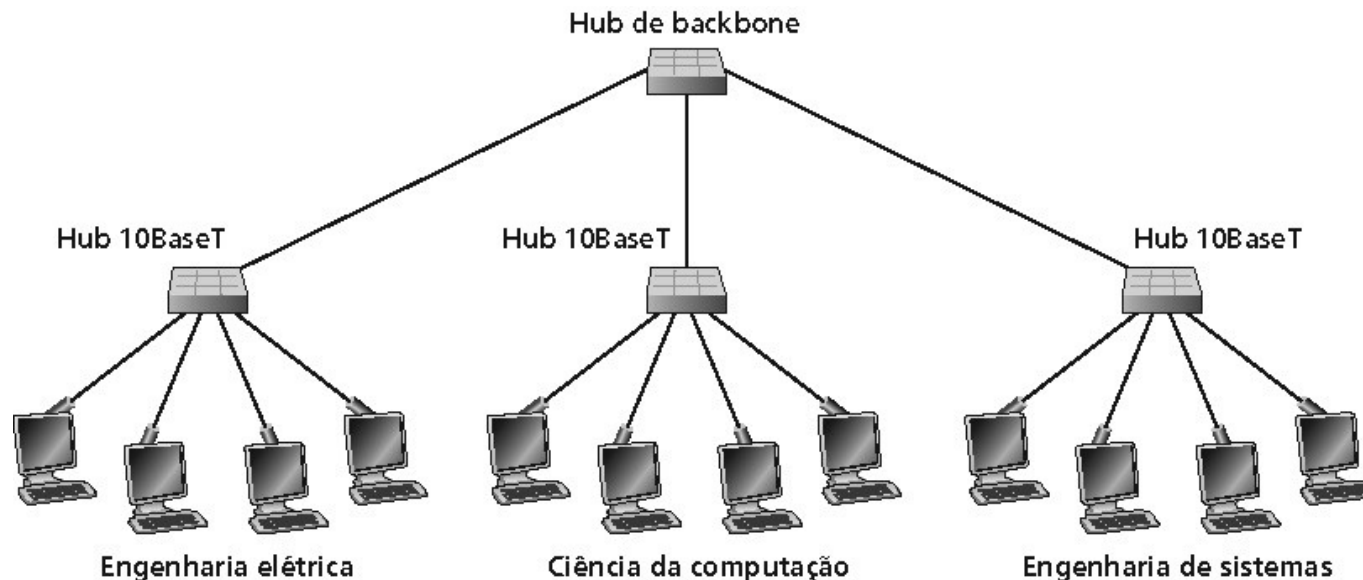 Hub de backbone
Hub 10BaseT
Hub 10BaseT
Hub 10BaseT
Engenharia elétrica
Ciência da computação
Engenharia de sistemas